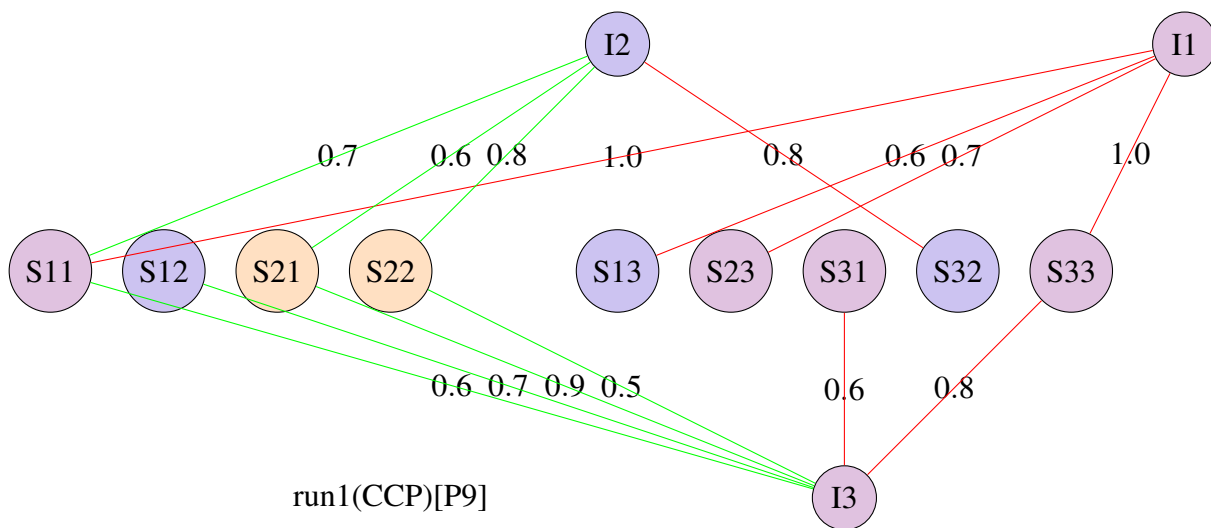 I2 I1
0.7 0.6 0.8 1.0 0.8 0.6 0.7 1.0
S11 S12 S21 S22 S13 S23 S31 S32 S33
0.6 0.7 0.9 0.5 0.6 0.8
run1(CCP)[P9] I3